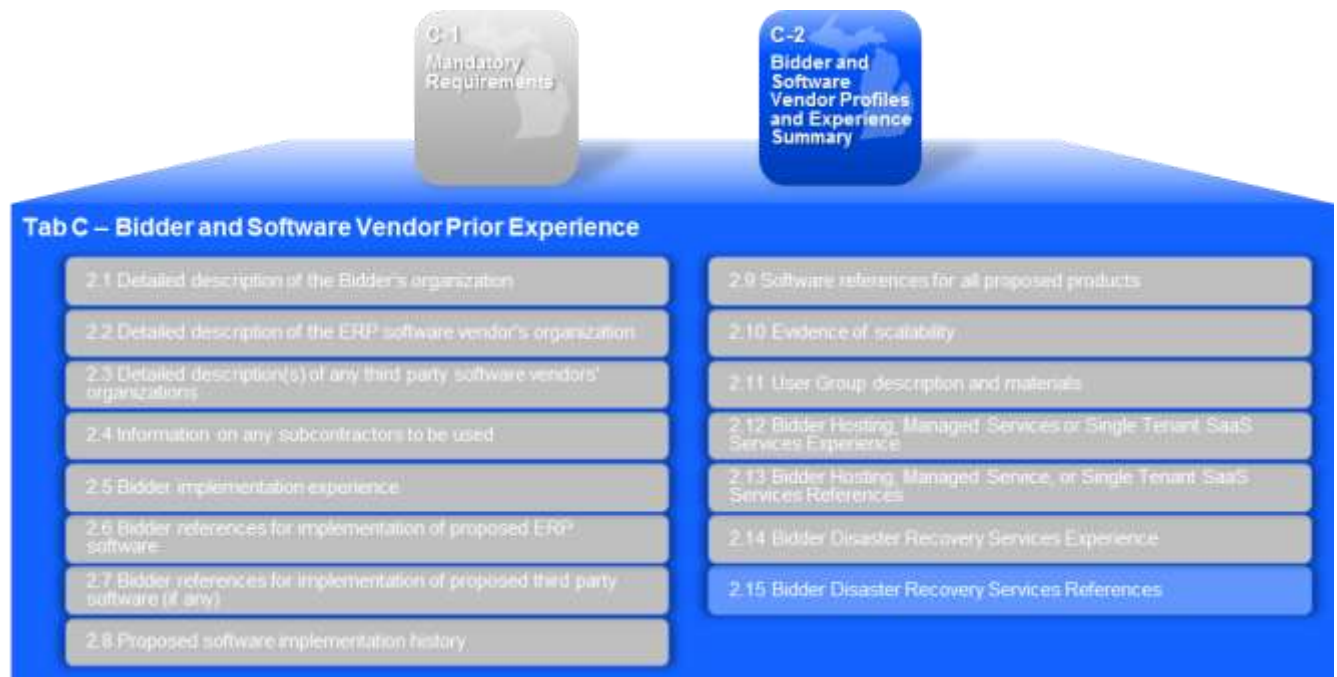 C-1
Mandatory
Requirements
C-2
Bidder and
Software
Vendor Profiles
and Experience
Summary
Tab C – Bidder and Software Vendor Prior Experience
2.1 Detailed description of the Bidder's organization
2.2 Detailed description of the ERP software vendor's organization
2.3 Detailed description(s) of any third party software vendors'
organizations
2.4 Information on any subcontractors to be used
2.5 Bidder implementation experience
2.6 Bidder references for implementation of proposed ERP
software
2.7 Bidder references for implementation of proposed third party
software (if any)
2.8 Proposed software implementation history
2.9 Software references for all proposed products
2.10 Evidence of scalability
2.11 User Group description and materials
2.12 Bidder Hosting, Managed Services or Single Tenant SaaS
Services Experience
2.13 Bidder Hosting, Managed Service, or Single Tenant SaaS
Services References
2.14 Bidder Disaster Recovery Services Experience
2.15 Bidder Disaster Recovery Services References